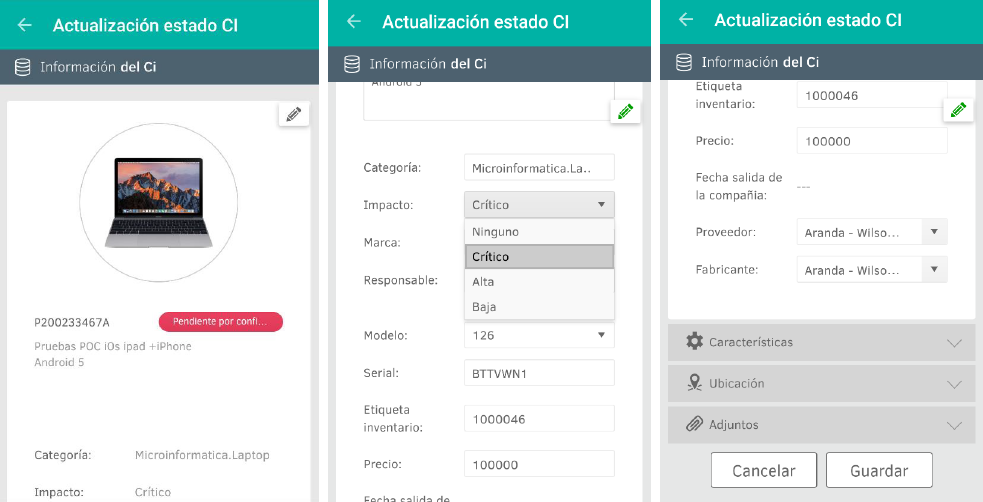 Actualización estado CI
Información del Ci
P200233467A
Pendiente por confi...
Pruebas POC iOs ipad +iPhone
Android 5
Categoría: Microinformatica.Laptop
Impacto: Crítico
Actualización estado CI
Información del Ci
Android 5
Categoría: Microinformatica.La..
Impacto: Crítico
Ninguno
Marca:
Crítico
Responsable: Alta
Baja
Modelo: 126
Serial: BTTVWN1
Etiqueta
inventario: 1000046
Precio: 100000
Fecha salida de
Actualización estado CI
Información del Ci
Etiqueta
inventario: 1000046
Precio: 100000
Fecha salida de
la compañia: ---
Proveedor: Aranda - Wilso...
Fabricante: Aranda - Wilso...
Características
Ubicación
Adjuntos
Cancelar Guardar